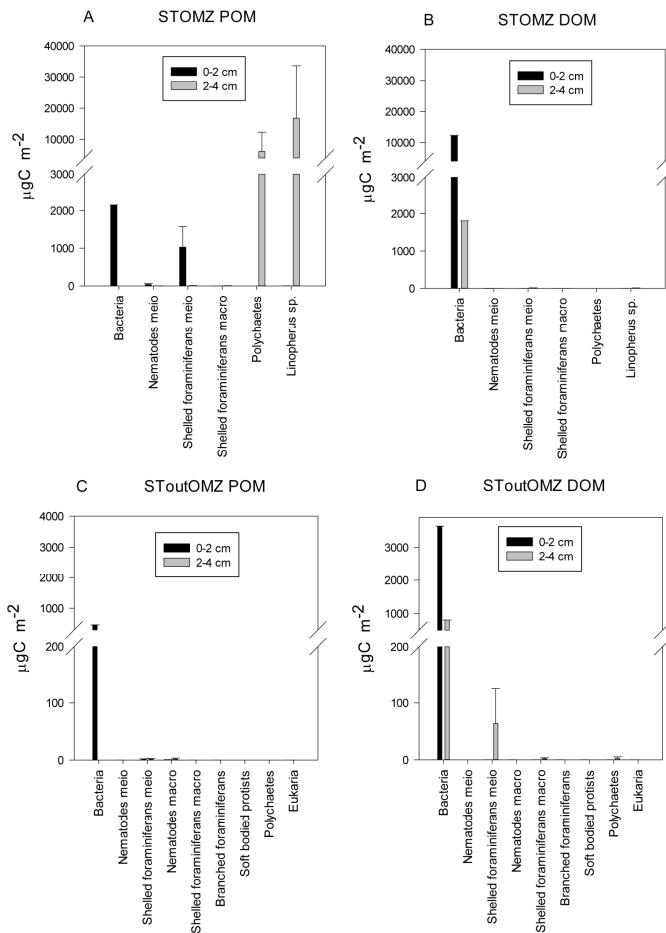 A STOMZ POM
µgC m-2
40000
30000
20000
10000
3000
2000
1000
0
0-2 cm
2-4 cm
Bacteria
Nematodes meio
Shelled foraminiferans meio
Shelled foraminiferans macro
Polychaetes
Linopherus sp.
B STOMZ DOM
µgC m-2
40000
30000
20000
10000
3000
2000
1000
0
0-2 cm
2-4 cm
Bacteria
Nematodes meio
Shelled foraminiferans meio
Shelled foraminiferans macro
Polychaetes
Linopherus sp.
C SToutOMZ POM
µgC m-2
4000
3000
2000
1000
200
100
0
0-2 cm
2-4 cm
Bacteria
Nematodes meio
Shelled foraminiferans meio
Nematodes macro
Shelled foraminiferans macro
Branched foraminiferans
Soft bodied protists
Polychaetes
Eukaria
D SToutOMZ DOM
µgC m-2
3000
2000
1000
200
100
0
0-2 cm
2-4 cm
Bacteria
Nematodes meio
Shelled foraminiferans meio
Nematodes macro
Shelled foraminiferans macro
Branched foraminiferans
Soft bodied protists
Polychaetes
Eukaria